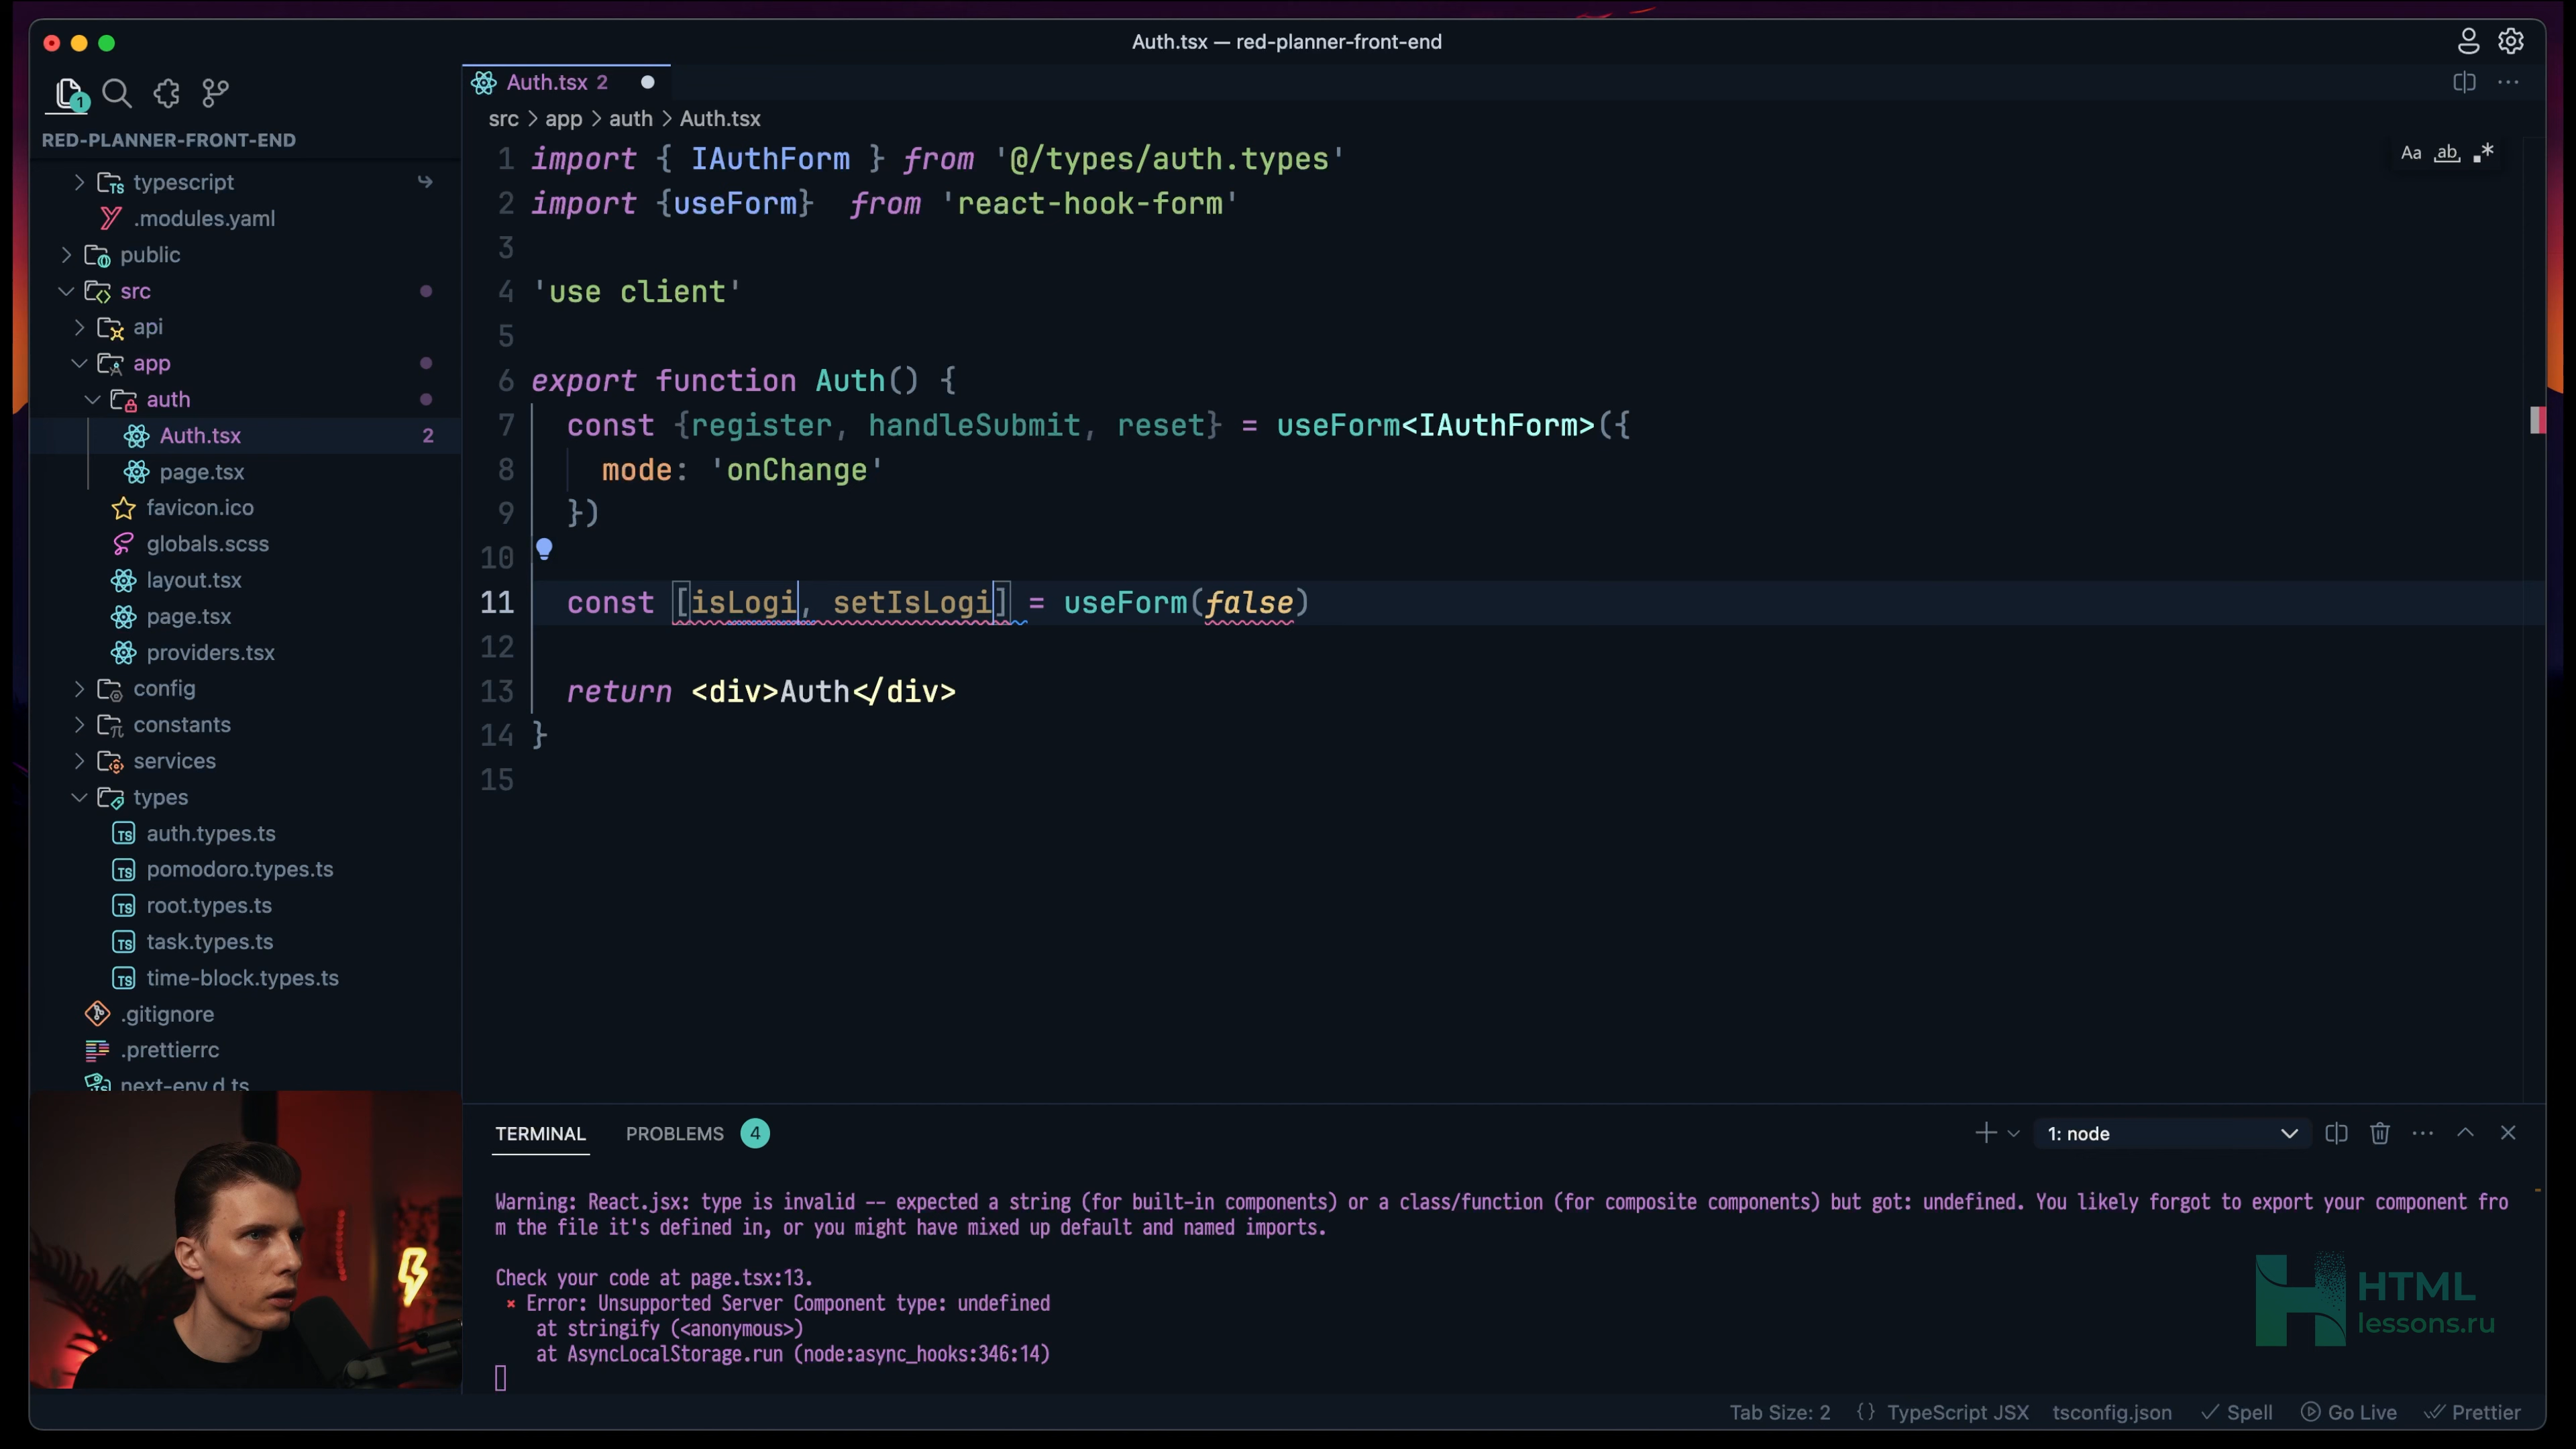 Auth.tsx — red-planner-front-end
1
RED-PLANNER-FRONT-END
typescript
.modules.yaml
public
src
api
app
auth
Auth.tsx 2
page.tsx
favicon.ico
globals.scss
layout.tsx
page.tsx
providers.tsx
config
constants
services
types
auth.types.ts
pomodoro.types.ts
root.types.ts
task.types.ts
time-block.types.ts
.gitignore
.prettierrc
next-env.d.ts
Auth.tsx 2
src > app > auth > Auth.tsx
Aa ab
1 import { IAuthForm } from '@/types/auth.types'
2 import {useForm}  from 'react-hook-form'
3
4 'use client'
5
6 export function Auth() {
7 const {register, handleSubmit, reset} = useForm<IAuthForm>({
8 mode: 'onChange'
9 })
10
11 const [isLogi, setIsLogi] = useForm(false)
12
13 return <div>Auth</div>
14 }
15
TERMINAL PROBLEMS 4
1: node
Warning: React.jsx: type is invalid -- expected a string (for built-in components) or a class/function (for composite components) but got: undefined. You likely forgot to export your component fro
m the file it's defined in, or you might have mixed up default and named imports.
Check your code at page.tsx:13.
× Error: Unsupported Server Component type: undefined
at stringify (<anonymous>)
at AsyncLocalStorage.run (node:async_hooks:346:14)
HTML
lessons.ru
Tab Size: 2 {} TypeScript JSX tsconfig.json Spell Go Live Prettier